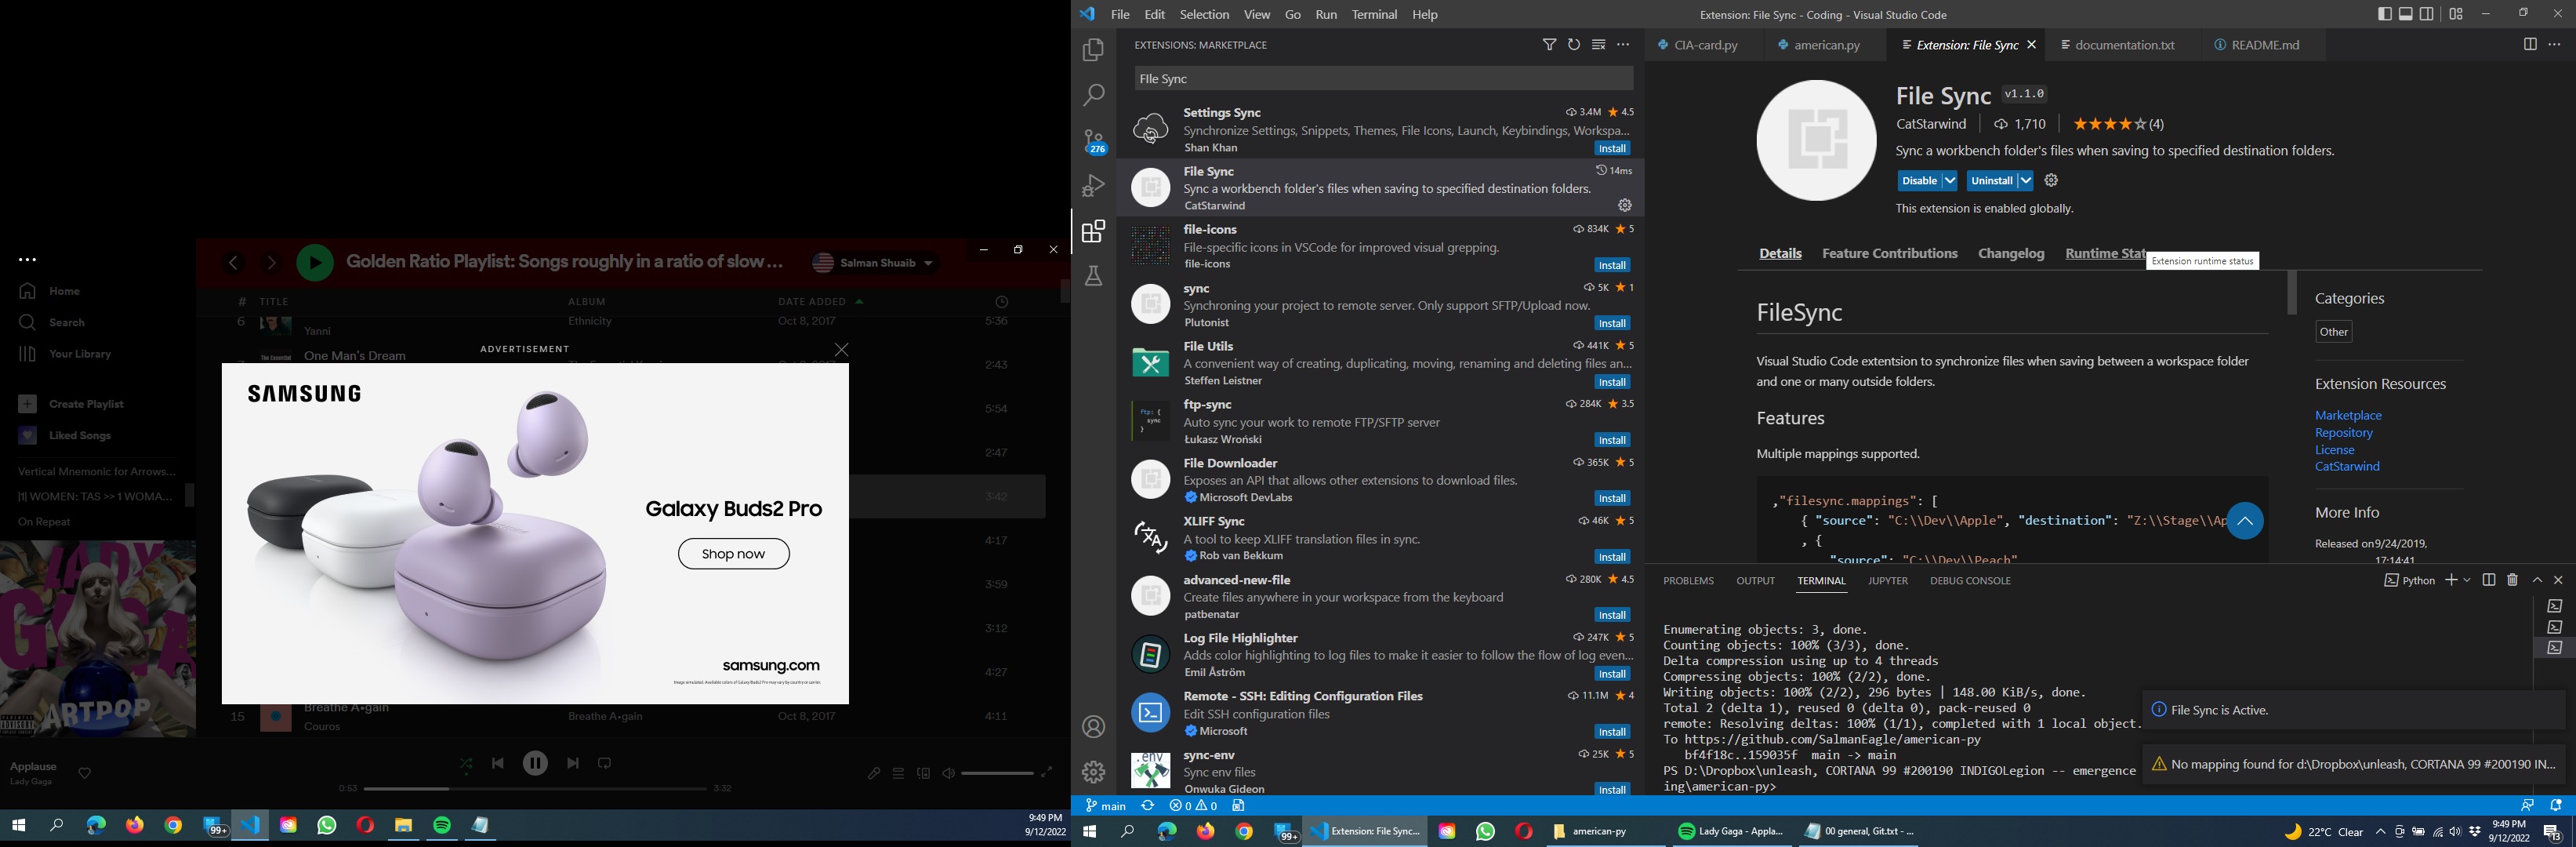 Home
Search
Your Library
Create Playlist
Liked Songs
Vertical Mnemonic for Arrows...
|1| WOMEN: TAS >> 1 WOMA...
On Repeat
LADY
GAGA
ARTPOP
Applause
Lady Gaga
Golden Ratio Playlist: Songs roughly in a ratio of slow ...
Salman Shuaib
# TITLE ALBUM DATE ADDED
6 Yanni Ethnicity Oct 8, 2017 5:36
One Man's Dream
2:43
5:54
2:47
3:42
4:17
3:59
3:12
4:27
15 Breathe A•gain Breathe A•gain Oct 8, 2017 4:11
Couros
ADVERTISEMENT
SAMSUNG
Galaxy Buds2 Pro
Shop now
samsung.com
0:53 3:32
99+
9:49 PM
9/12/2022
File Edit Selection View Go Run Terminal Help
Extension: File Sync - Coding - Visual Studio Code
276
EXTENSIONS: MARKETPLACE
FIle Sync
Settings Sync 3.4M 4.5
Synchronize Settings, Snippets, Themes, File Icons, Launch, Keybindings, Workspa...
Shan Khan Install
File Sync 14ms
Sync a workbench folder's files when saving to specified destination folders.
CatStarwind
file-icons 834K 5
File-specific icons in VSCode for improved visual grepping.
file-icons Install
sync 5K 1
Synchroning your project to remote server. Only support SFTP/Upload now.
Plutonist Install
File Utils 441K 5
A convenient way of creating, duplicating, moving, renaming and deleting files an...
Steffen Leistner Install
ftp-sync 284K 3.5
Auto sync your work to remote FTP/SFTP server
Łukasz Wroński Install
File Downloader 365K 5
Exposes an API that allows other extensions to download files.
Microsoft DevLabs Install
XLIFF Sync 46K 5
A tool to keep XLIFF translation files in sync.
Rob van Bekkum Install
advanced-new-file 280K 4.5
Create files anywhere in your workspace from the keyboard
patbenatar Install
Log File Highlighter 247K 5
Adds color highlighting to log files to make it easier to follow the flow of log even...
Emil Åström Install
Remote - SSH: Editing Configuration Files 11.1M 4
Edit SSH configuration files
Microsoft Install
sync-env 25K 5
Sync env files
Onwuka Gideon Install
CIA-card.py american.py Extension: File Sync documentation.txt README.md
File Sync v1.1.0
CatStarwind 1,710 (4)
Sync a workbench folder's files when saving to specified destination folders.
Disable Uninstall
This extension is enabled globally.
Details Feature Contributions Changelog Runtime Stat
Extension runtime status
FileSync
Visual Studio Code extenstion to synchronize files when saving between a workspace folder
and one or many outside folders.
Features
Multiple mappings supported.
,"filesync.mappings": [
{ "source": "C:\\Dev\\Apple", "destination": "Z:\\Stage\\Ap
, {
"source": "C:\\Dev\\Peach"
Categories
Other
Extension Resources
Marketplace
Repository
License
CatStarwind
More Info
Released on 9/24/2019,
17:14:41
PROBLEMS OUTPUT TERMINAL JUPYTER DEBUG CONSOLE
Python
Enumerating objects: 3, done.
Counting objects: 100% (3/3), done.
Delta compression using up to 4 threads
Compressing objects: 100% (2/2), done.
Writing objects: 100% (2/2), 296 bytes | 148.00 KiB/s, done.
Total 2 (delta 1), reused 0 (delta 0), pack-reused 0
remote: Resolving deltas: 100% (1/1), completed with 1 local object.
To https://github.com/SalmanEagle/american-py
bf4f18c..159035f main -> main
PS D:\Dropbox\unleash, CORTANA 99 #200190 INDIGOLegion -- emergence
ing\american-py>
File Sync is Active.
No mapping found for d:\Dropbox\unleash, CORTANA 99 #200190 IN...
main 0 0
99+
Extension: File Sync...
american-py
Lady Gaga - Appla...
00 general, Git.txt - ...
22°C Clear
9:49 PM
9/12/2022
13